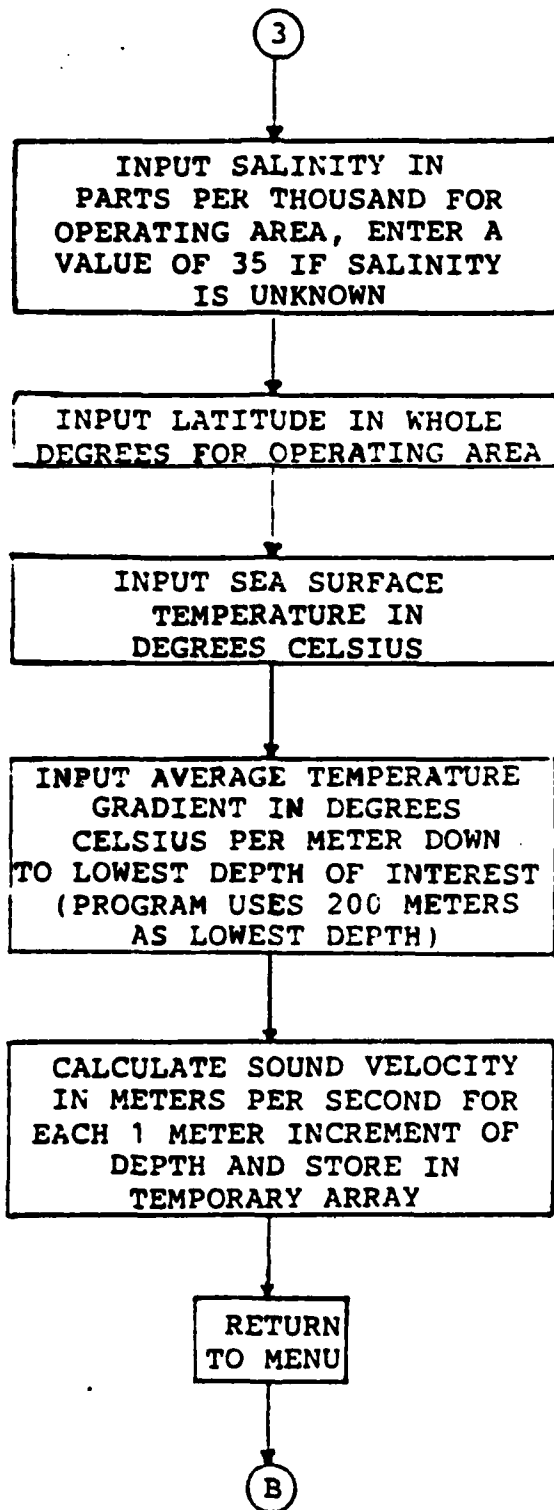 3
INPUT SALINITY IN
PARTS PER THOUSAND FOR
OPERATING AREA, ENTER A
VALUE OF 35 IF SALINITY
IS UNKNOWN
INPUT LATITUDE IN WHOLE
DEGREES FOR OPERATING AREA
INPUT SEA SURFACE
TEMPERATURE IN
DEGREES CELSIUS
INPUT AVERAGE TEMPERATURE
GRADIENT IN DEGREES
CELSIUS PER METER DOWN
TO LOWEST DEPTH OF INTEREST
(PROGRAM USES 200 METERS
AS LOWEST DEPTH)
CALCULATE SOUND VELOCITY
IN METERS PER SECOND FOR
EACH 1 METER INCREMENT OF
DEPTH AND STORE IN
TEMPORARY ARRAY
RETURN
TO MENU
B